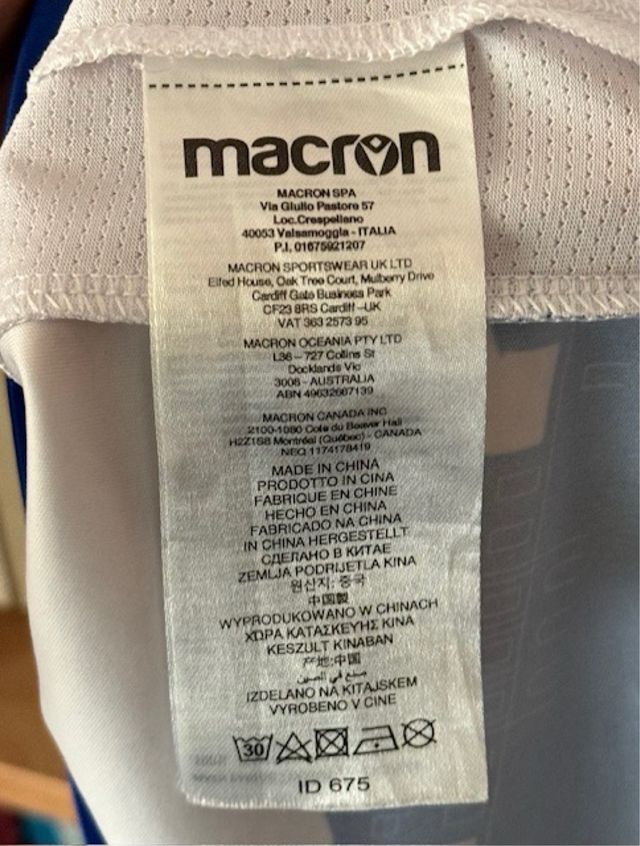 macron
MACRON SPA
Via Giulio Pastore 57
Loc.Crespellano
40053 Valsamoggia - ITALIA
P.I. 01675921207
MACRON SPORTSWEAR UK LTD
Elfed House, Oak Tree Court, Mulberry Drive
Cardiff Gate Business Park
CF23 8RS Cardiff -UK
VAT 363 2573 95
MACRON OCEANIA PTY LTD
L36 - 727 Collins St
Docklands Vic
3008 - AUSTRALIA
ABN 49632607139
MACRON CANADA INC
2100-1080 Cote du Beaver Hall
H2Z1S8 Montréal (Québec) - CANADA
NEQ 1174178419
MADE IN CHINA
PRODOTTO IN CINA
FABRIQUE EN CHINE
HECHO EN CHINA
FABRICADO NA CHINA
IN CHINA HERGESTELLT
СДЕЛАНО В КИТАЕ
ZEMLJA PODRIJETLA KINA
원산지: 중국
中国製
WYPRODUKOWANO W CHINACH
ΧΩΡΑ ΚΑΤΑΣΚΕΥΗΣ ΚΙΝΑ
KESZULT KINABAN
产地:中国
صنع في الصين
IZDELANO NA KITAJSKEM
VYROBENO V CINE
30
ID 675